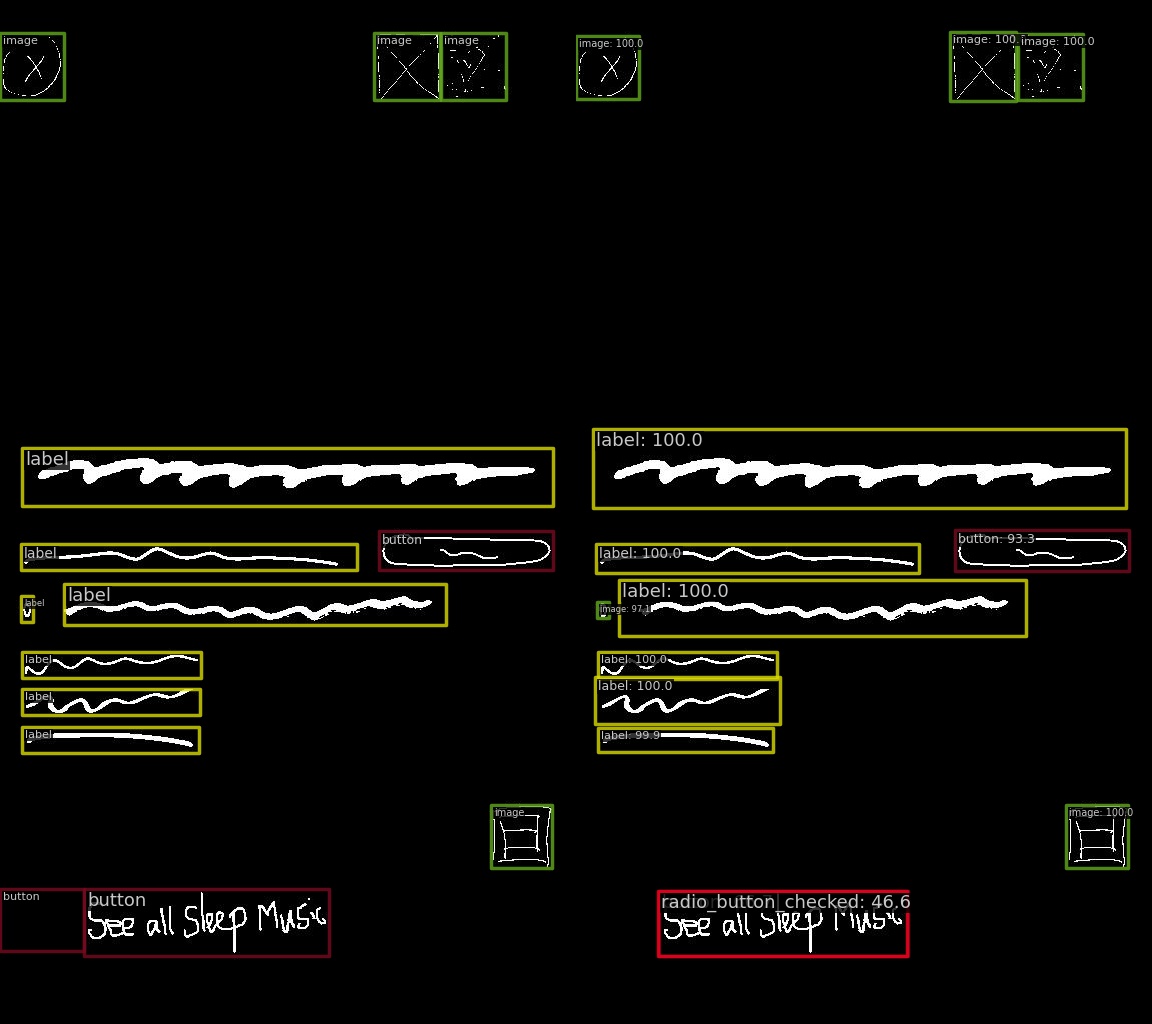 image image image image: 100.0 image: 100.0 image: 100.0
label label: 100.0
label button label: 100.0 button: 93.3
label label image: 97.1 label: 100.0
label label: 100.0
label label: 100.0
label label: 99.9
image image: 100.0
button button radio_button_checked: 46.6
See all Sleep Music See all Sleep Music